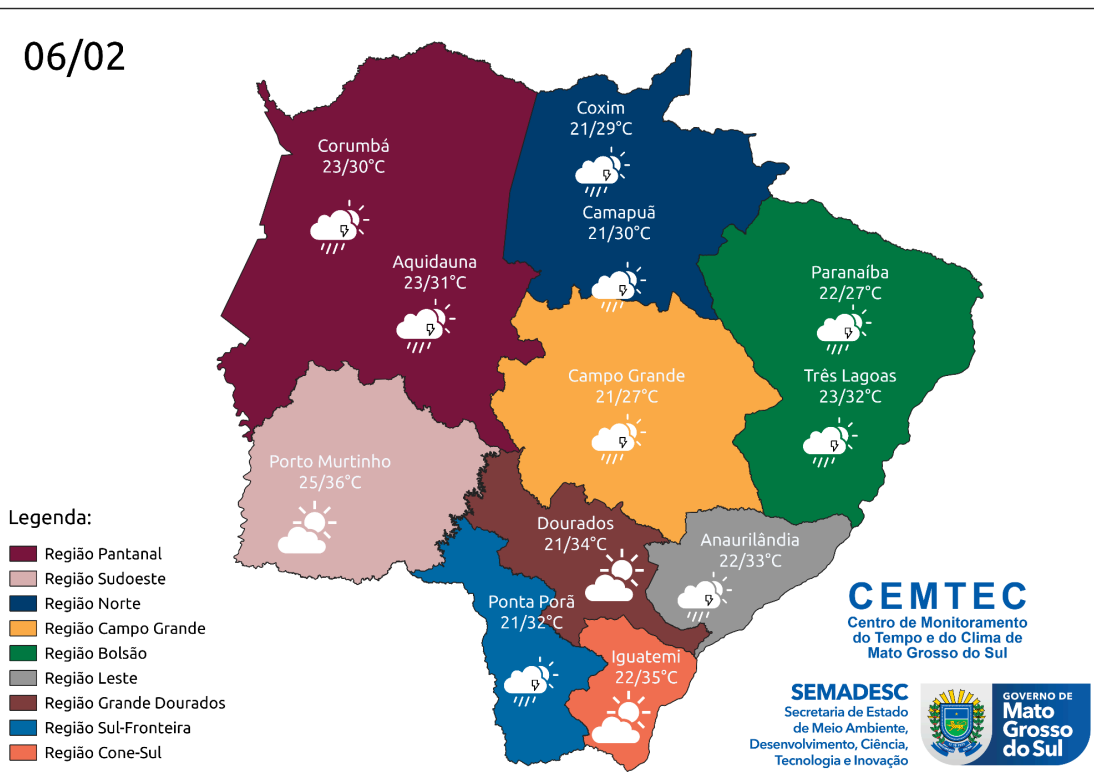 06/02
Coxim
21/29°C
Corumbá
23/30°C
Camapuã
21/30°C
Aquidauna
23/31°C
Paranaíba
22/27°C
Campo Grande
21/27°C
Três Lagoas
23/32°C
Porto Murtinho
25/36°C
Dourados
21/34°C
Anaurilândia
22/33°C
Ponta Porã
21/32°C
Iguatemi
22/35°C
Legenda:
Região Pantanal
Região Sudoeste
Região Norte
Região Campo Grande
Região Bolsão
Região Leste
Região Grande Dourados
Região Sul-Fronteira
Região Cone-Sul
CEMTEC
Centro de Monitoramento
do Tempo e do Clima de
Mato Grosso do Sul
SEMADESC
Secretaria de Estado
de Meio Ambiente,
Desenvolvimento, Ciência,
Tecnologia e Inovação
GOVERNO DE
Mato
Grosso
do Sul